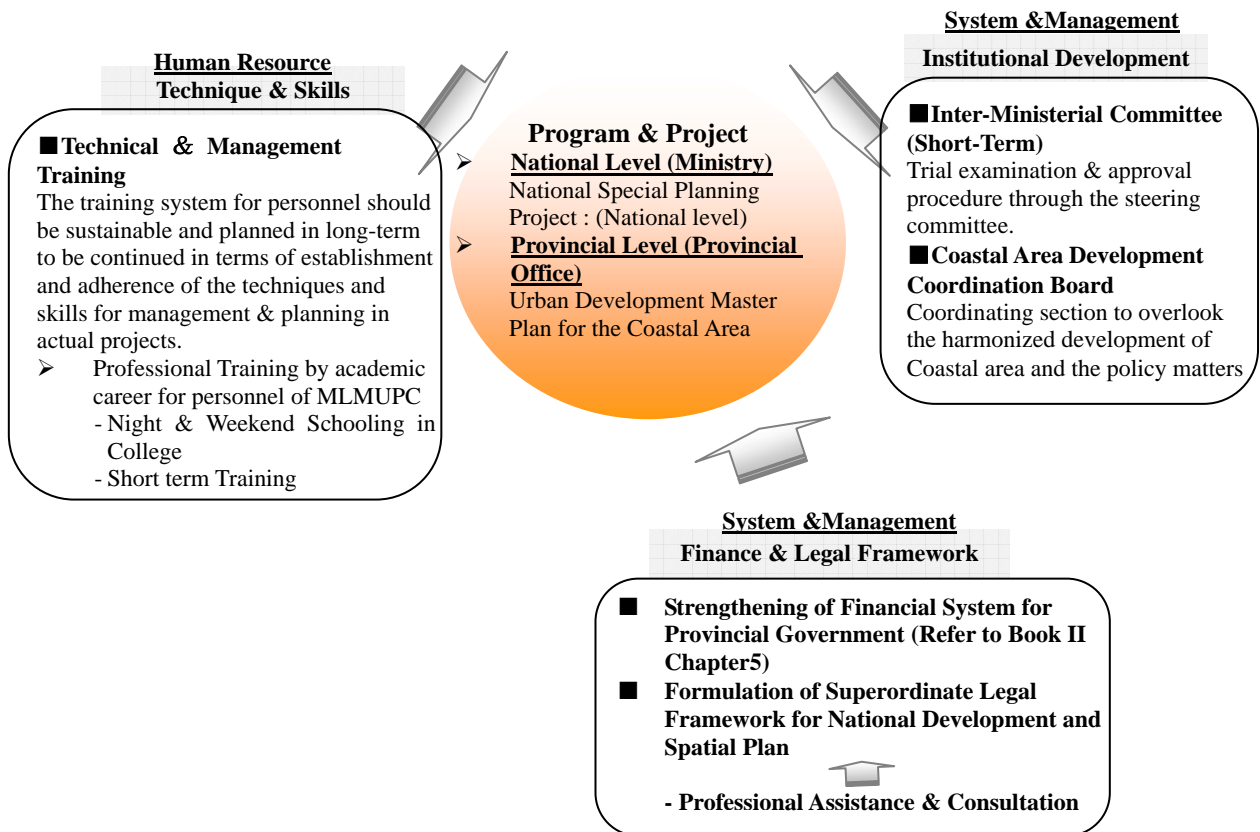 Human Resource
Technique & Skills
■Technical & Management
Training
The training system for personnel should
be sustainable and planned in long-term
to be continued in terms of establishment
and adherence of the techniques and
skills for management & planning in
actual projects.
➢ Professional Training by academic
career for personnel of MLMUPC
- Night & Weekend Schooling in
College
- Short term Training
Program & Project
➢ National Level (Ministry)
National Special Planning
Project : (National level)
➢ Provincial Level (Provincial
Office)
Urban Development Master
Plan for the Coastal Area
System &Management
Institutional Development
■Inter-Ministerial Committee
(Short-Term)
Trial examination & approval
procedure through the steering
committee.
■Coastal Area Development
Coordination Board
Coordinating section to overlook
the harmonized development of
Coastal area and the policy matters
System &Management
Finance & Legal Framework
■ Strengthening of Financial System for
Provincial Government (Refer to Book II
Chapter5)
■ Formulation of Superordinate Legal
Framework for National Development and
Spatial Plan
- Professional Assistance & Consultation